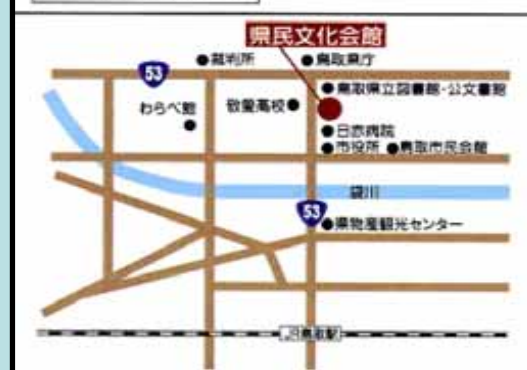 県民文化会館
53
裁判所
鳥取県庁
鳥取県立図書館・公文書館
わらべ館
敬愛高校
日赤病院
市役所
鳥取市民会館
袋川
53
県物産観光センター
JR鳥取駅